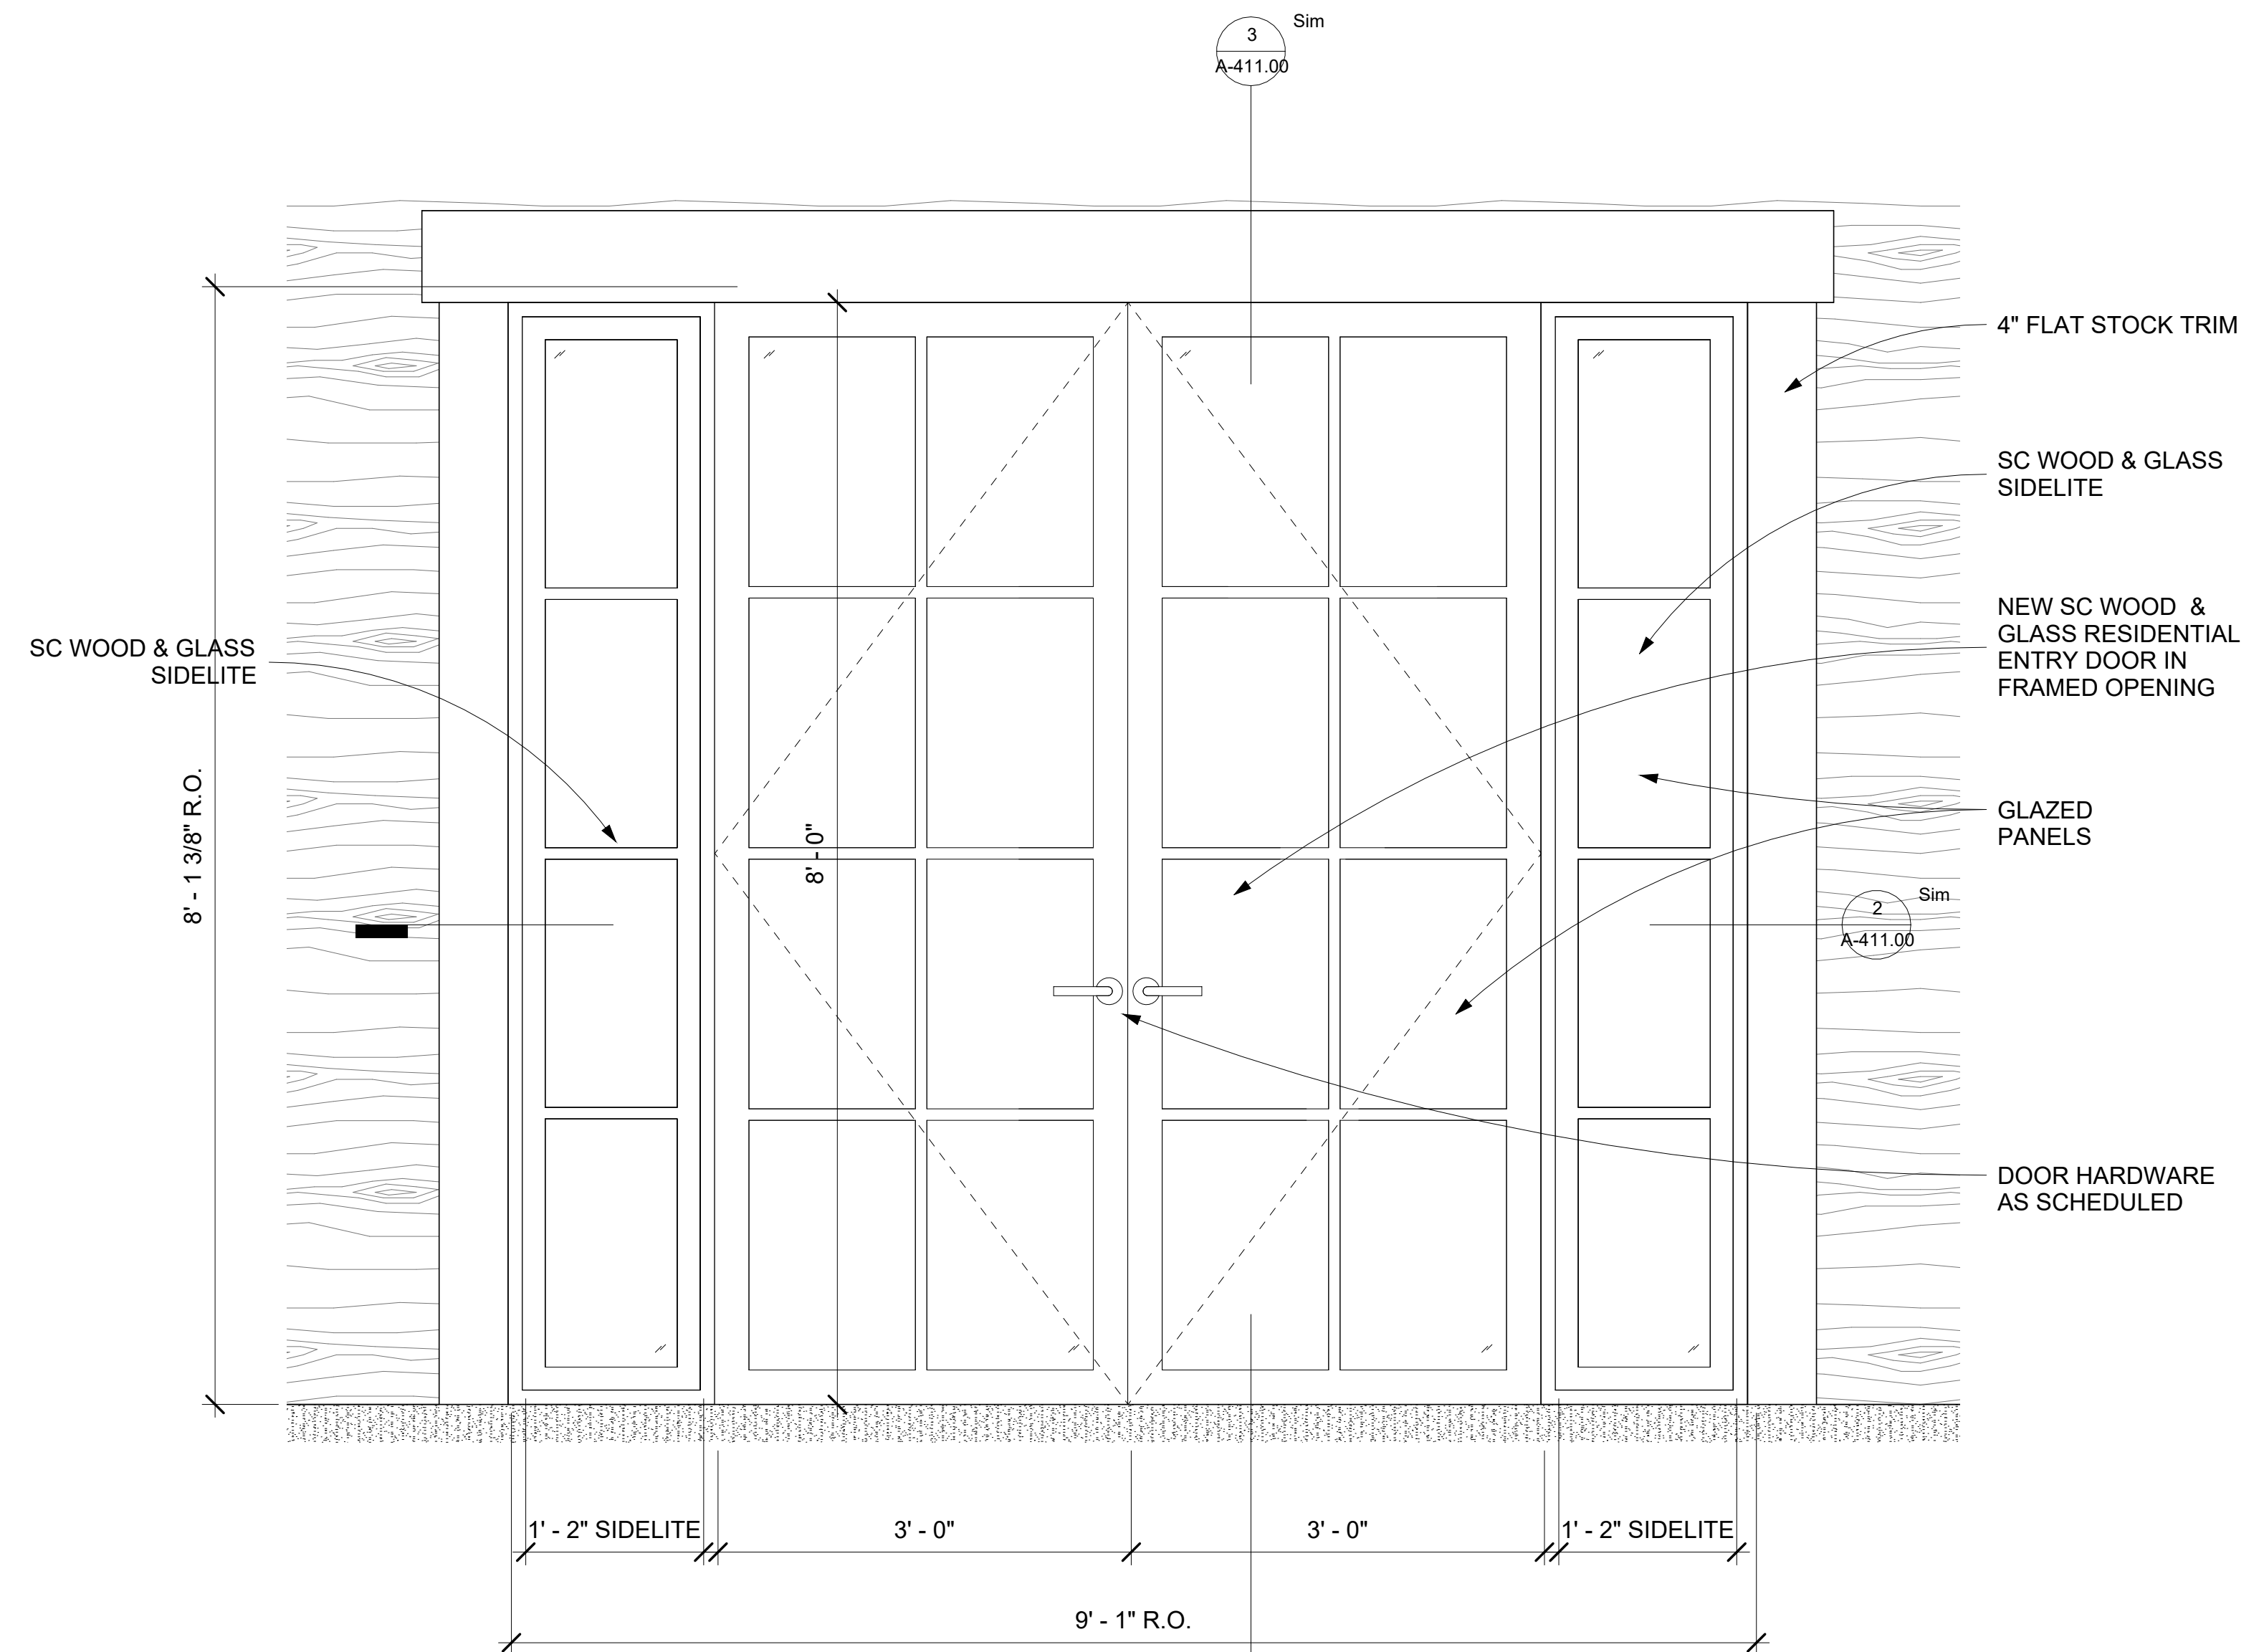 Sim
3
A-411.00
4" FLAT STOCK TRIM
SC WOOD & GLASS
SIDELITE
NEW SC WOOD &
GLASS RESIDENTIAL
ENTRY DOOR IN
FRAMED OPENING
SC WOOD & GLASS
SIDELITE
8' - 1 3/8" R.O.
8' - 0"
GLAZED
PANELS
Sim
2
A-411.00
DOOR HARDWARE
AS SCHEDULED
1' - 2" SIDELITE
3' - 0"
3' - 0"
1' - 2" SIDELITE
9' - 1" R.O.